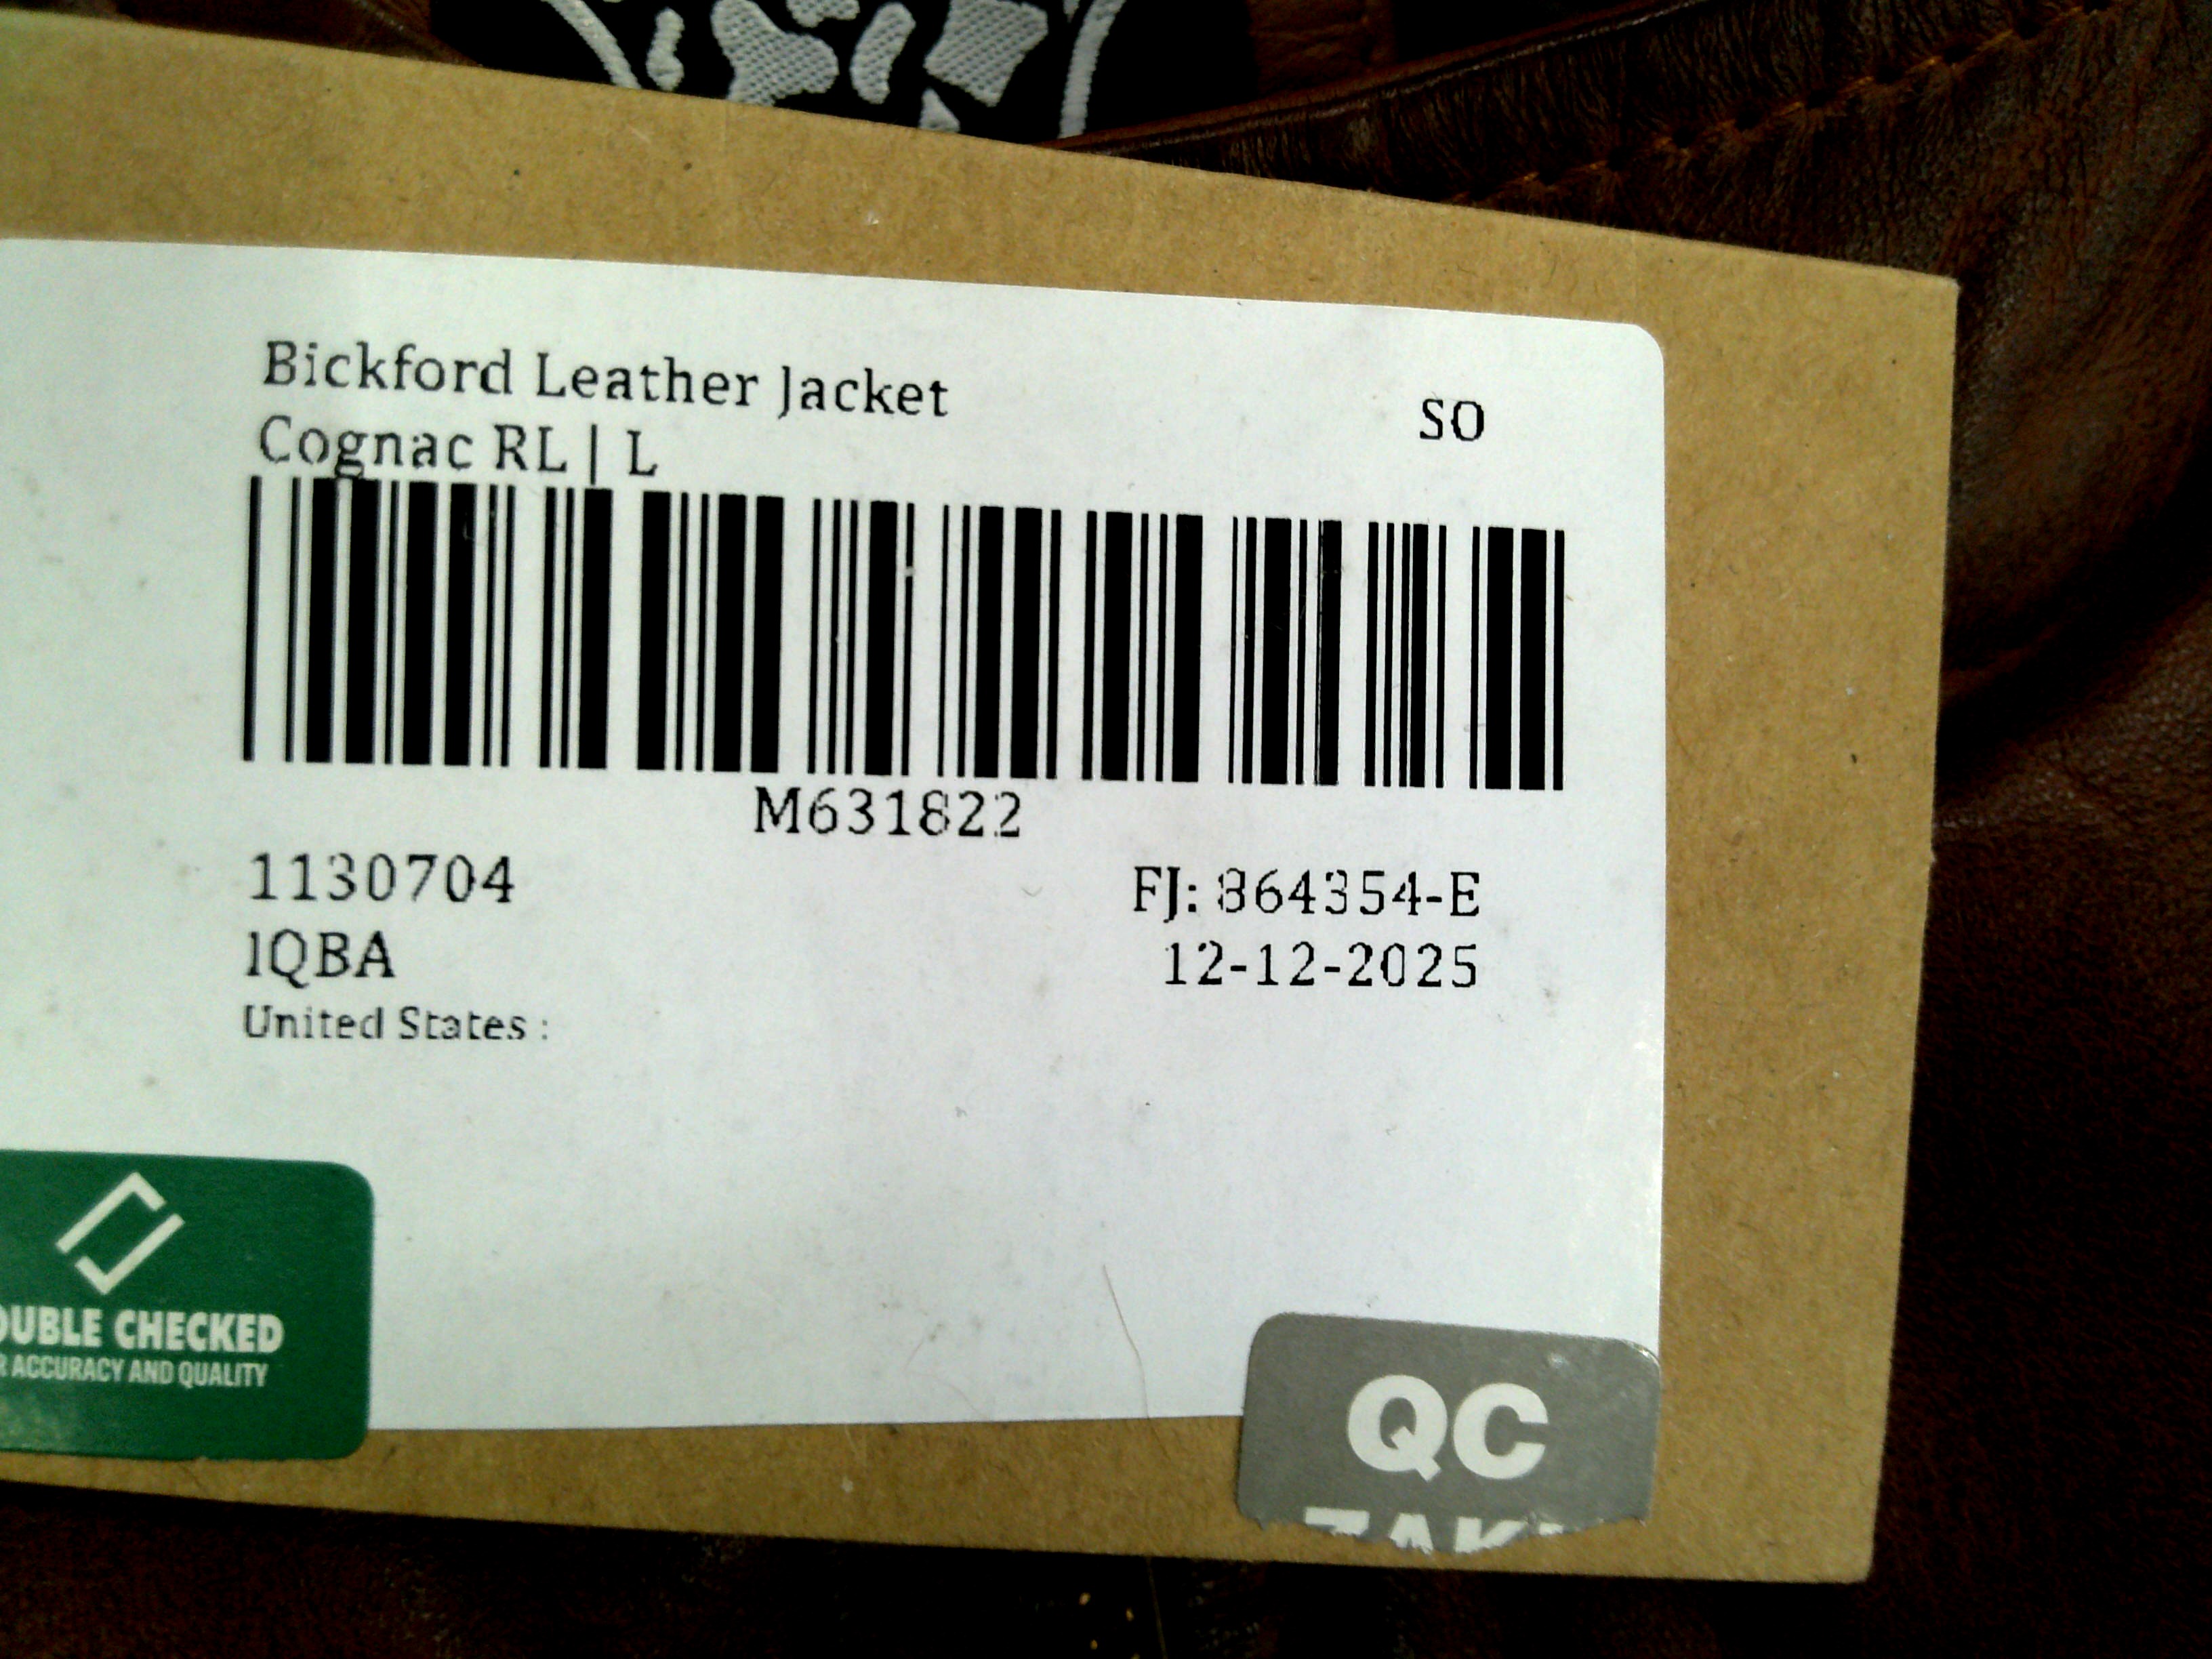 Bickford Leather Jacket
SO
Cognac RL | L
M631822
1130704
FJ: 864354-E
IQBA
12-12-2025
United States :
OUBLE CHECKED
R ACCURACY AND QUALITY
QC